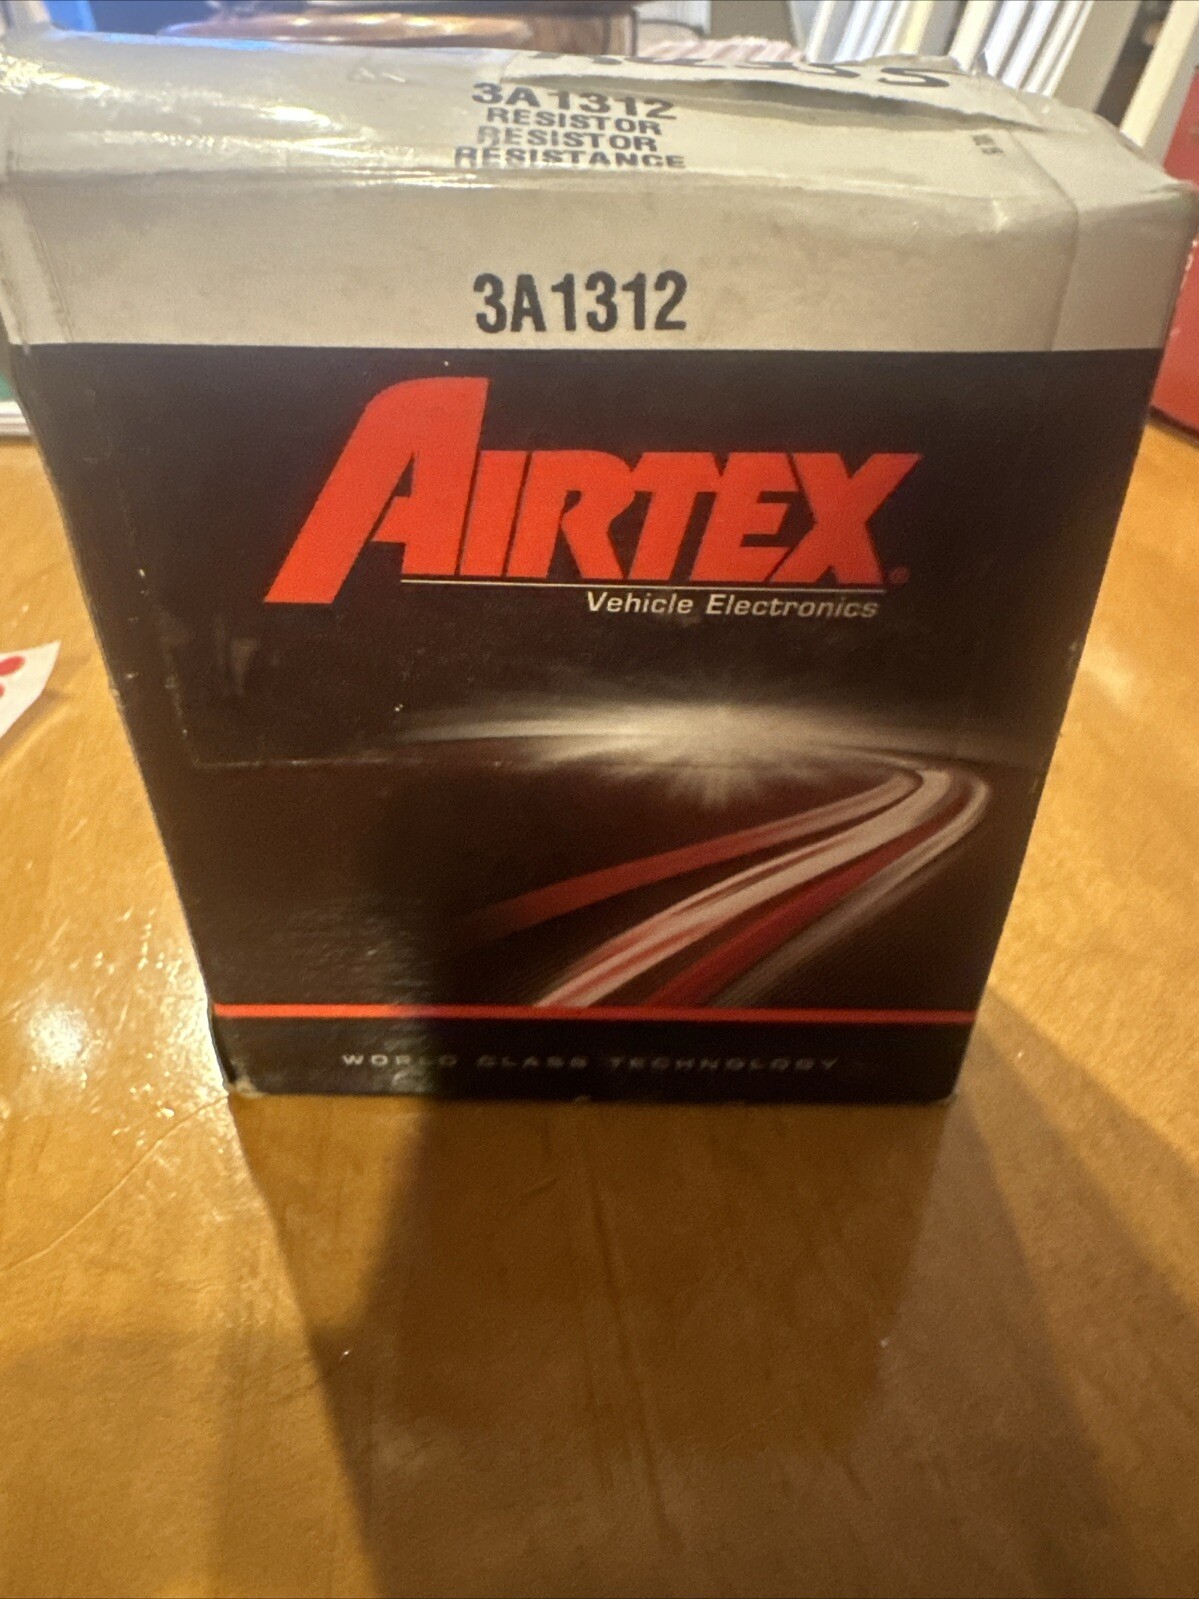 3A1312
RESISTOR
RESISTOR
RESISTANCE
3A1312
AIRTEX®
Vehicle Electronics
WORLD CLASS TECHNOLOGY